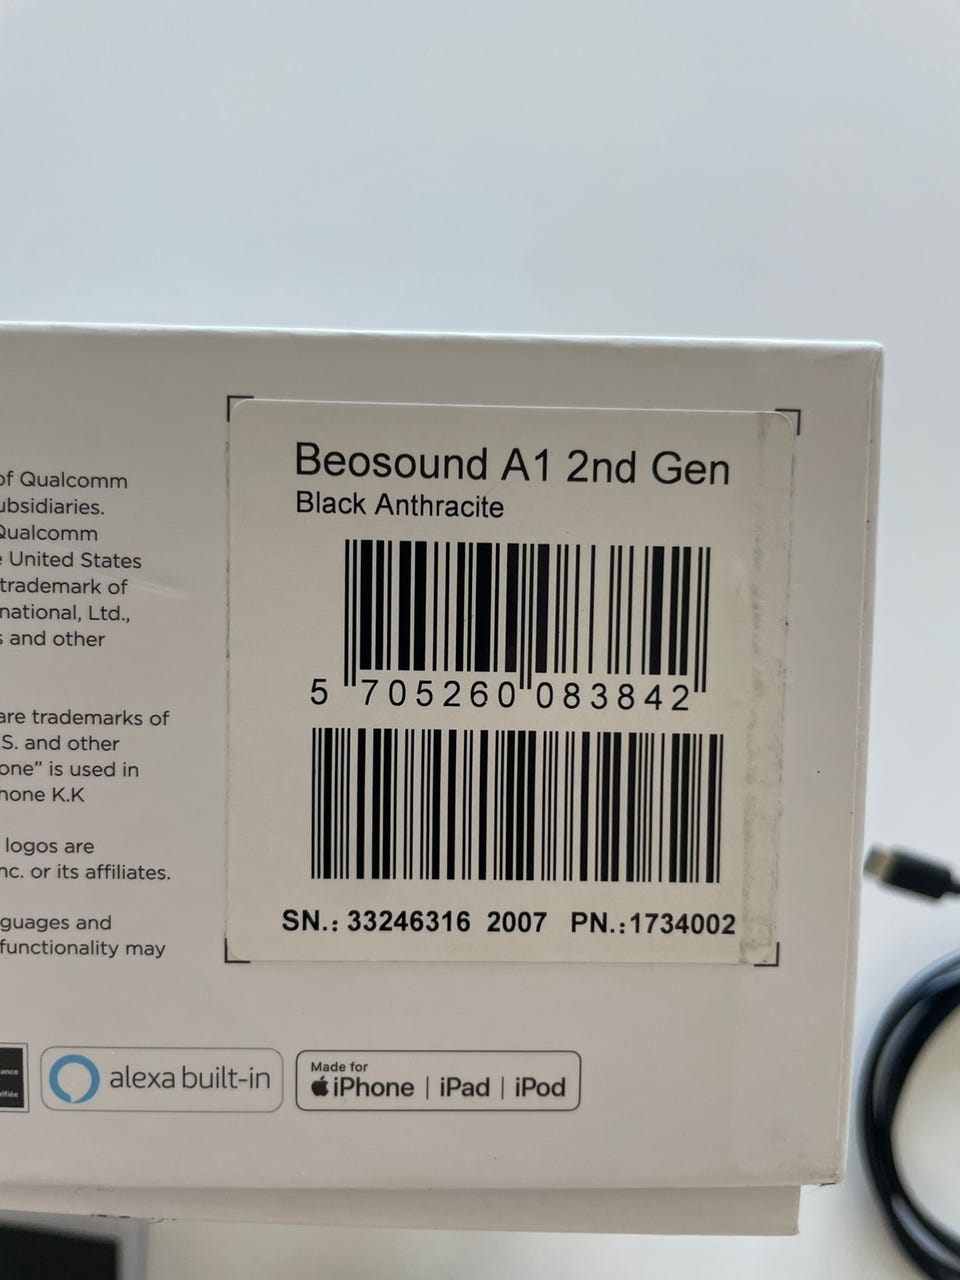 of Qualcomm
ubsidiaries.
Qualcomm
United States
trademark of
national, Ltd.,
s and other
are trademarks of
.S. and other
one" is used in
hone K.K
logos are
nc. or its affiliates.
nguages and
functionality may
Beosound A1 2nd Gen
Black Anthracite
5 705260 083842
SN.: 33246316 2007 PN.:1734002
alexa built-in
Made for
iPhone | iPad | iPod